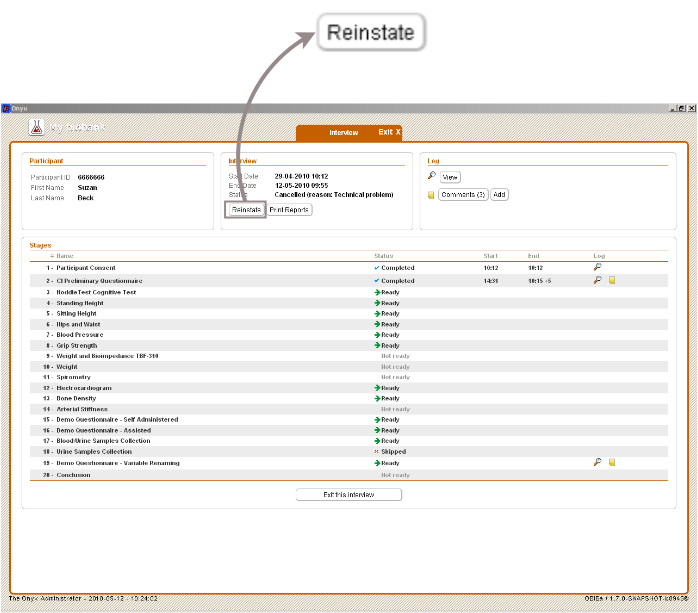 Reinstate
Onyx
My biobank
Interview Exit X
Participant
Participant ID 6666666
First Name Suzan
Last Name Beck
Interview
Start Date 29-04-2010 10:12
End Date 12-05-2010 09:55
Status Cancelled (reason: Technical problem)
Reinstate Print Reports
Log
View
Comments (3) Add
Stages
# Name Status Start End Log
1 - Participant Consent Completed 10:12 10:12
2 - CI Preliminary Questionnaire Completed 14:31 10:15 +5
3 - NoddleTest Cognitive Test Ready
4 - Standing Height Ready
5 - Sitting Height Ready
6 - Hips and Waist Ready
7 - Blood Pressure Ready
8 - Grip Strength Ready
9 - Weight and Bioimpedance TBF-310 Not ready
10 - Weight Not ready
11 - Spirometry Not ready
12 - Electrocardiogram Ready
13 - Bone Density Ready
14 - Arterial Stiffness Not ready
15 - Demo Questionnaire - Self Administered Ready
16 - Demo Questionnaire - Assisted Ready
17 - Blood/Urine Samples Collection Ready
18 - Urine Samples Collection Skipped
19 - Demo Questionnaire - Variable Renaming Ready
20 - Conclusion Not ready
Exit this interview
The Onyx Administrator - 2010-05-12 - 10:24:02
OBiBa / 1.7.0-SNAPSHOT-b8945